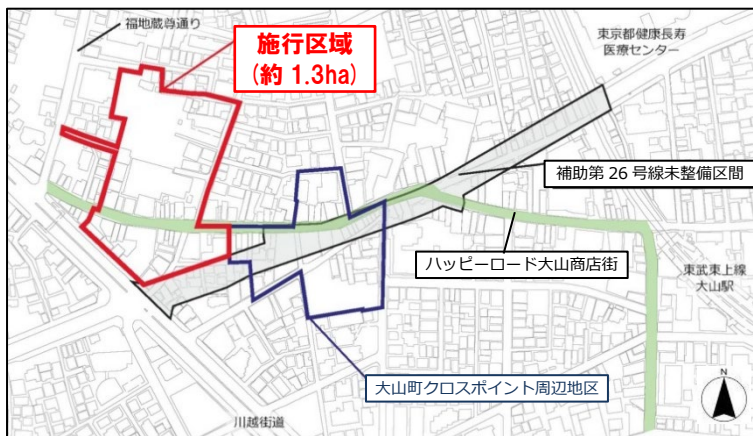 福地蔵尊通り
施行区域
(約 1.3ha)
東京都健康長寿
医療センター
補助第 26 号線未整備区間
ハッピーロード大山商店街
東武東上線
大山駅
大山町クロスポイント周辺地区
川越街道
N